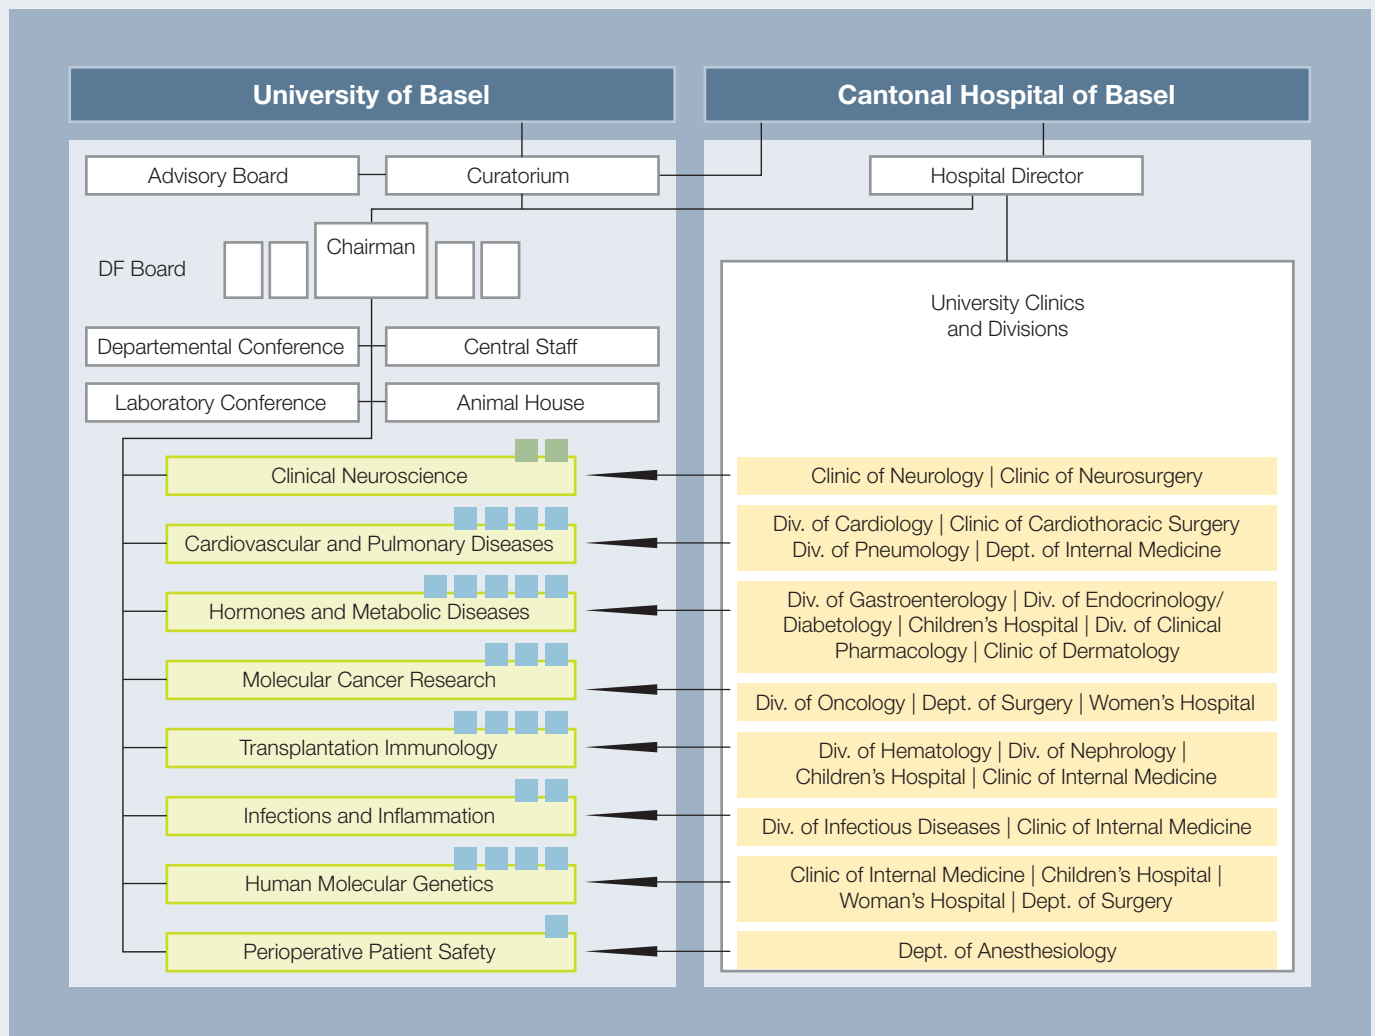 University of Basel
Cantonal Hospital of Basel
Advisory Board
Curatorium
Hospital Director
DF Board
Chairman
University Clinics
and Divisions
Departemental Conference
Central Staff
Laboratory Conference
Animal House
Clinical Neuroscience
Clinic of Neurology | Clinic of Neurosurgery
Cardiovascular and Pulmonary Diseases
Div. of Cardiology | Clinic of Cardiothoracic Surgery
Div. of Pneumology | Dept. of Internal Medicine
Hormones and Metabolic Diseases
Div. of Gastroenterology | Div. of Endocrinology/
Diabetology | Children’s Hospital | Div. of Clinical
Pharmacology | Clinic of Dermatology
Molecular Cancer Research
Div. of Oncology | Dept. of Surgery | Women’s Hospital
Transplantation Immunology
Div. of Hematology | Div. of Nephrology |
Children’s Hospital | Clinic of Internal Medicine
Infections and Inflammation
Div. of Infectious Diseases | Clinic of Internal Medicine
Human Molecular Genetics
Clinic of Internal Medicine | Children’s Hospital |
Woman’s Hospital | Dept. of Surgery
Perioperative Patient Safety
Dept. of Anesthesiology